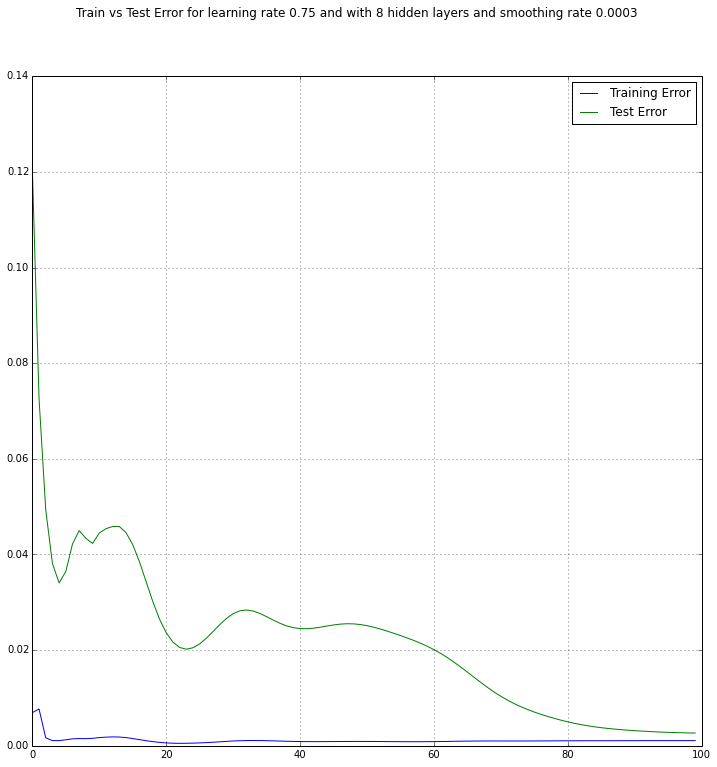 Train vs Test Error for learning rate 0.75 and with 8 hidden layers and smoothing rate 0.0003
Training Error
Test Error
0.14
0.12
0.10
0.08
0.06
0.04
0.02
0.00
0 20 40 60 80 100